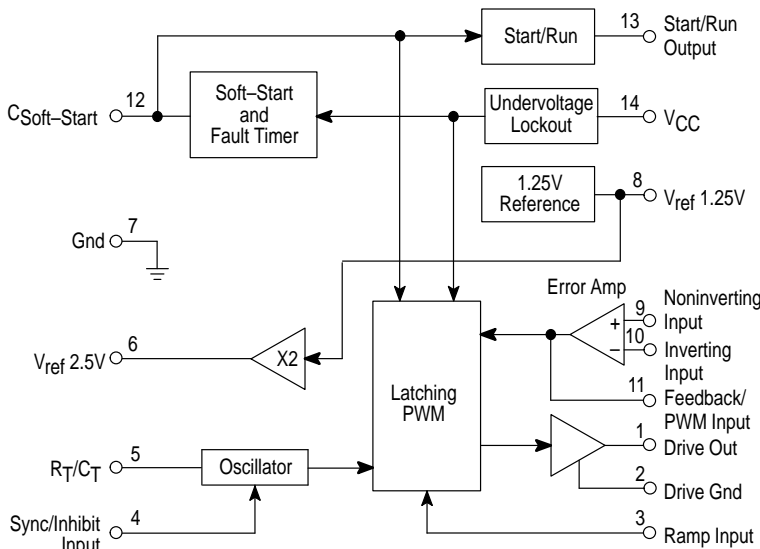 13
Start/Run
Output
Start/Run
12
CSoft–Start
Soft–Start
and
Fault Timer
Undervoltage
Lockout
14
VCC
1.25V
Reference
8
Vref 1.25V
7
Gnd
Error Amp
9
Noninverting
Input
+
10
–
Inverting
Input
6
Vref 2.5V
X2
Latching
PWM
11
Feedback/
PWM Input
1
Drive Out
5
RT/CT
Oscillator
2
Drive Gnd
4
Sync/Inhibit
Input
3
Ramp Input